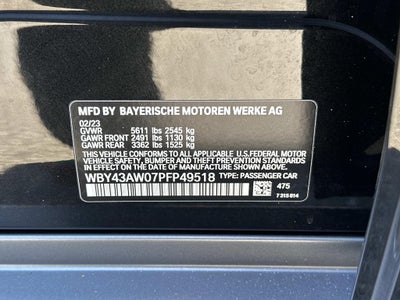 MFD BY BAYERISCHE MOTOREN WERKE AG
02/23
GVWR 5611 lbs 2545 kg
GAWR FRONT 2491 lbs 1130 kg
GAWR REAR 3362 lbs 1525 kg
THIS VEHICLE CONFORMS TO ALL APPLICABLE U.S.FEDERAL MOTOR
VEHICLE SAFETY, BUMPER AND THEFT PREVENTION STANDARDS IN
EFFECT ON THE DATE OF MANUFACTURE SHOWN ABOVE.
WBY43AW07PFP49518 TYPE: PASSENGER CAR
475
7 315 014